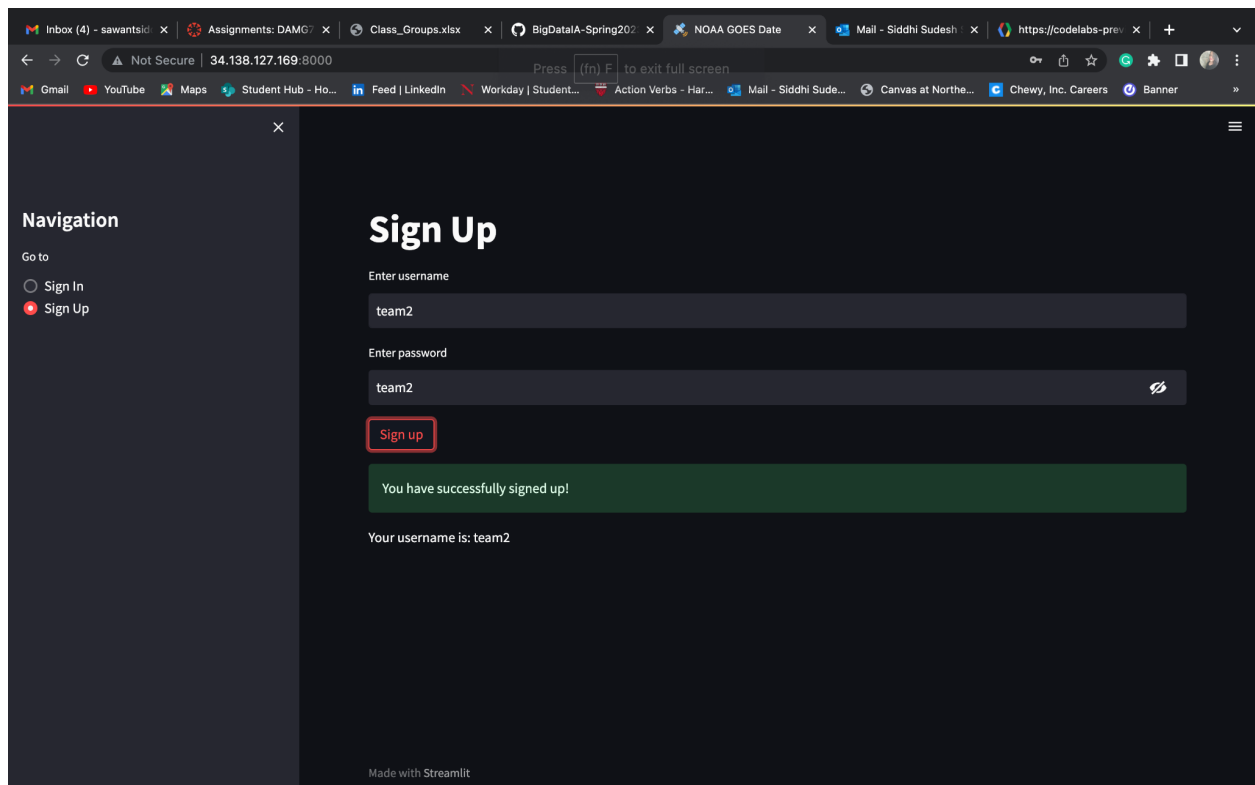 Inbox (4) - sawantsid
Assignments: DAMG7
Class_Groups.xlsx
BigDataIA-Spring202
NOAA GOES Date
Mail - Siddhi Sudesh S
https://codelabs-prev
Not Secure
34.138.127.169:8000
Press (fn) F to exit full screen
Gmail
YouTube
Maps
Student Hub - Ho...
Feed | LinkedIn
Workday | Student...
Action Verbs - Har...
Mail - Siddhi Sude...
Canvas at Northe...
Chewy, Inc. Careers
Banner
»
Navigation
Go to
Sign In
Sign Up
Sign Up
Enter username
team2
Enter password
team2
Sign up
You have successfully signed up!
Your username is: team2
Made with Streamlit